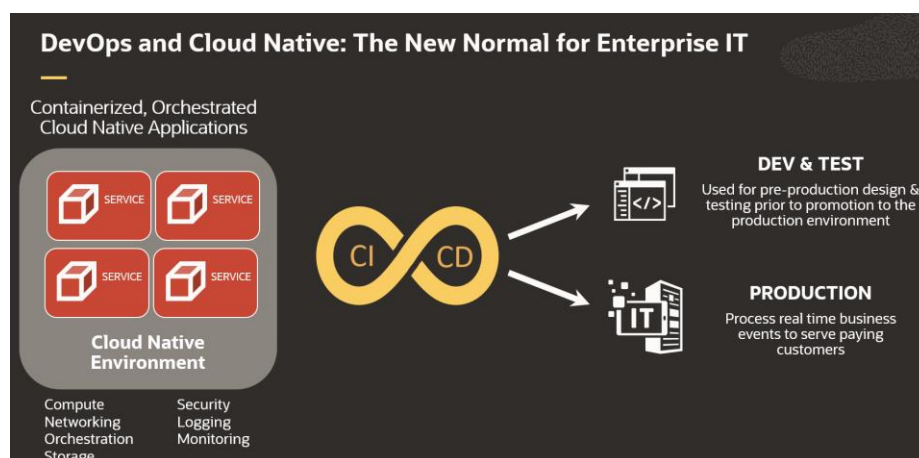 DevOps and Cloud Native: The New Normal for Enterprise IT
Containerized, Orchestrated
Cloud Native Applications
SERVICE
SERVICE
SERVICE
SERVICE
Cloud Native
Environment
Compute
Networking
Orchestration
Storage
Security
Logging
Monitoring
CI
CD
</>
DEV & TEST
Used for pre-production design &
testing prior to promotion to the
production environment
IT
PRODUCTION
Process real time business
events to serve paying
customers